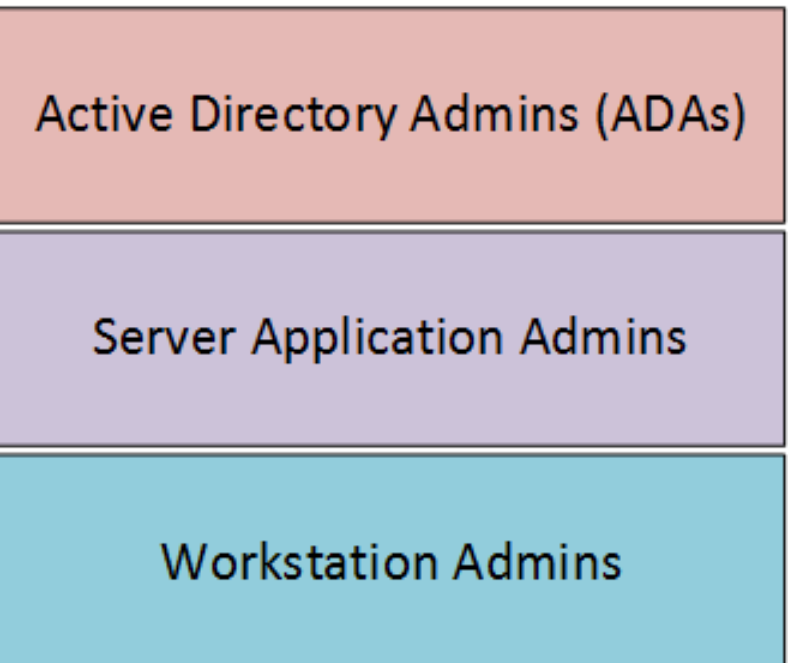 Active Directory Admins (ADAs)
Server Application Admins
Workstation Admins